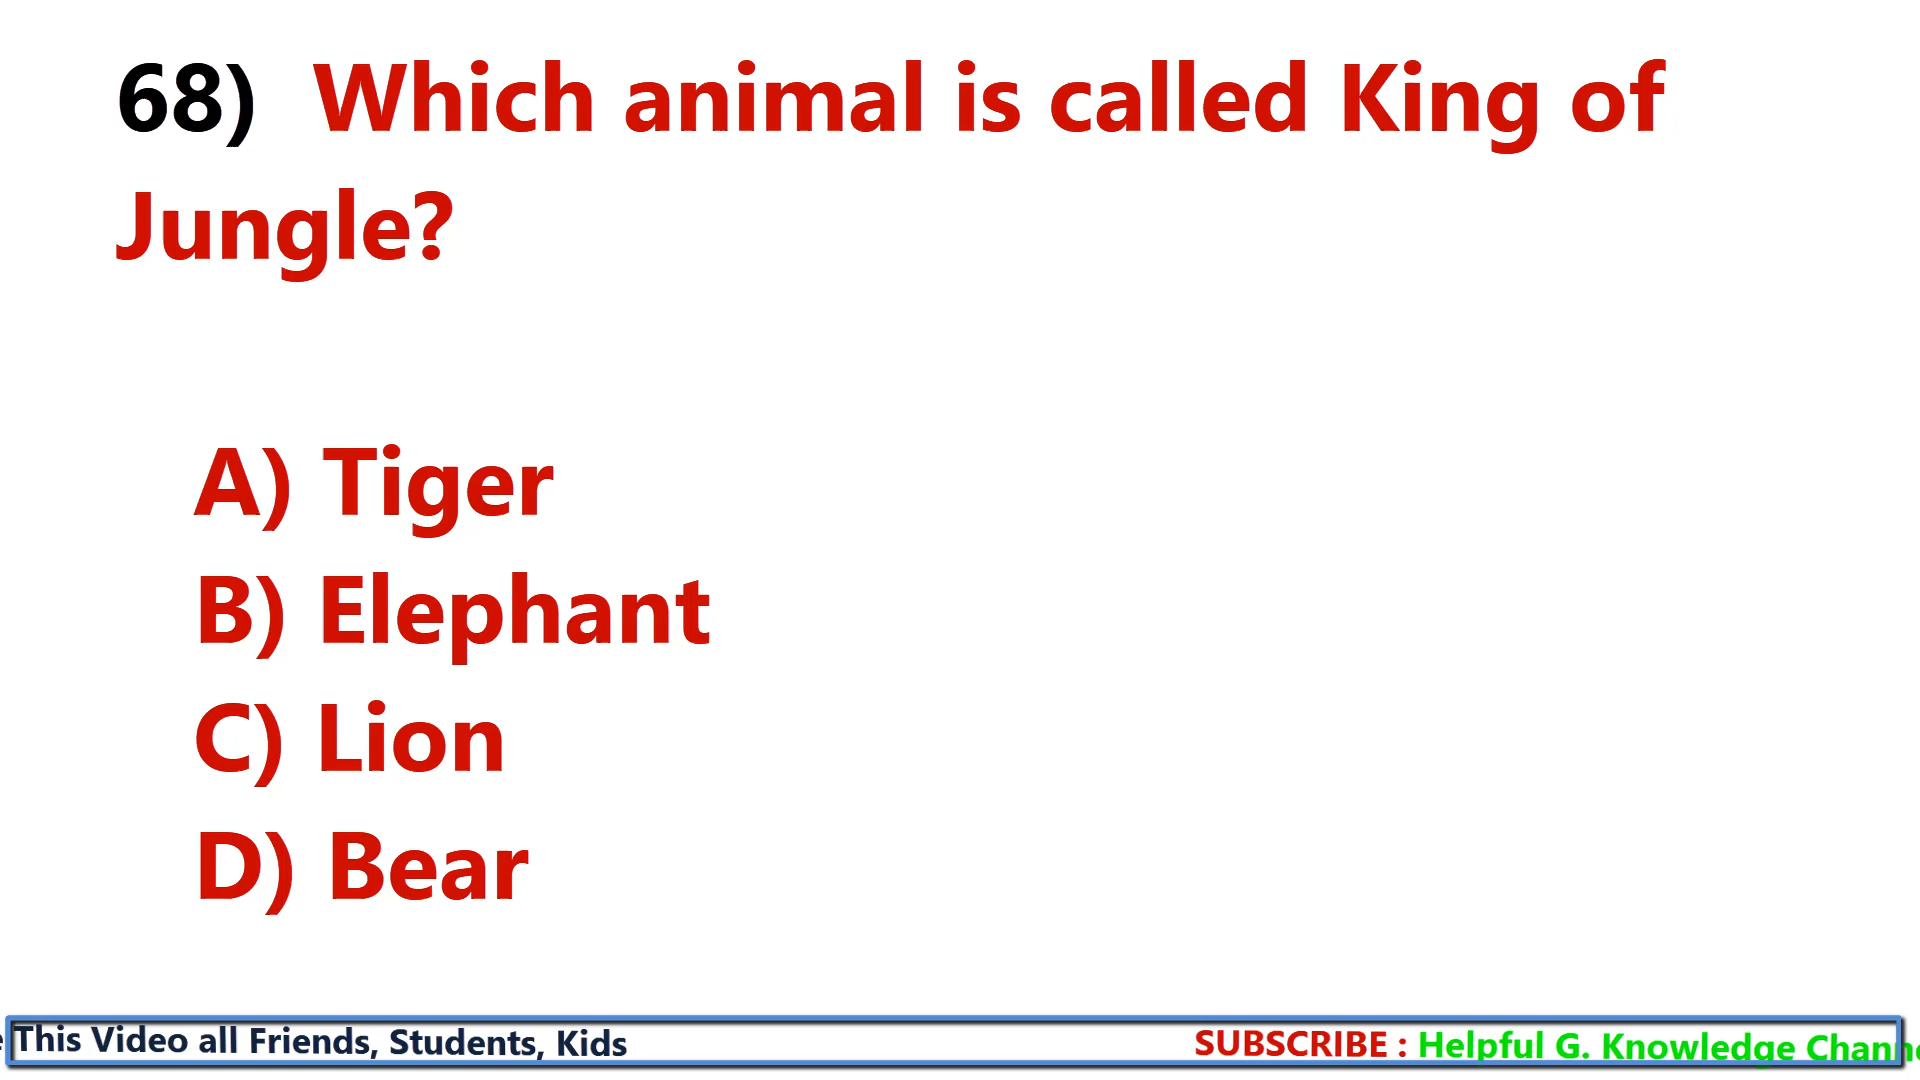 68) Which animal is called King of
Jungle?
A) Tiger
B) Elephant
C) Lion
D) Bear
This Video all Friends, Students, Kids
SUBSCRIBE : Helpful G. Knowledge